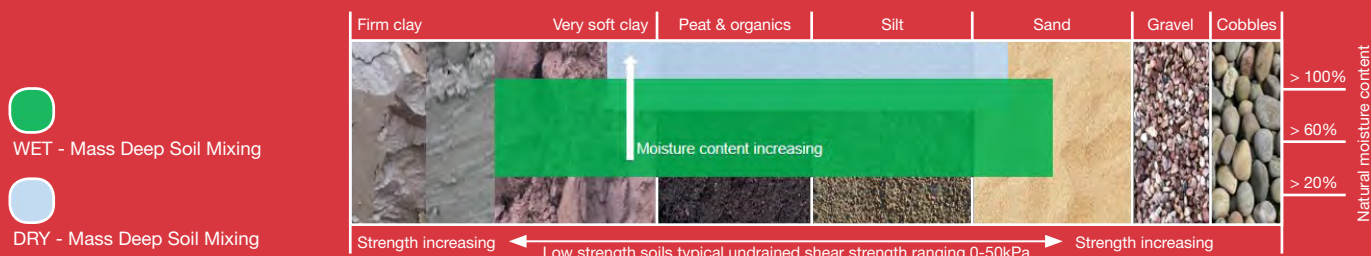 Firm clay
Very soft clay
Peat & organics
Silt
Sand
Gravel
Cobbles
WET - Mass Deep Soil Mixing
DRY - Mass Deep Soil Mixing
Moisture content increasing
> 100%
> 60%
> 20%
Natural moisture content
Strength increasing
Low strength soils typical undrained shear strength ranging 0-50kPa
Strength increasing